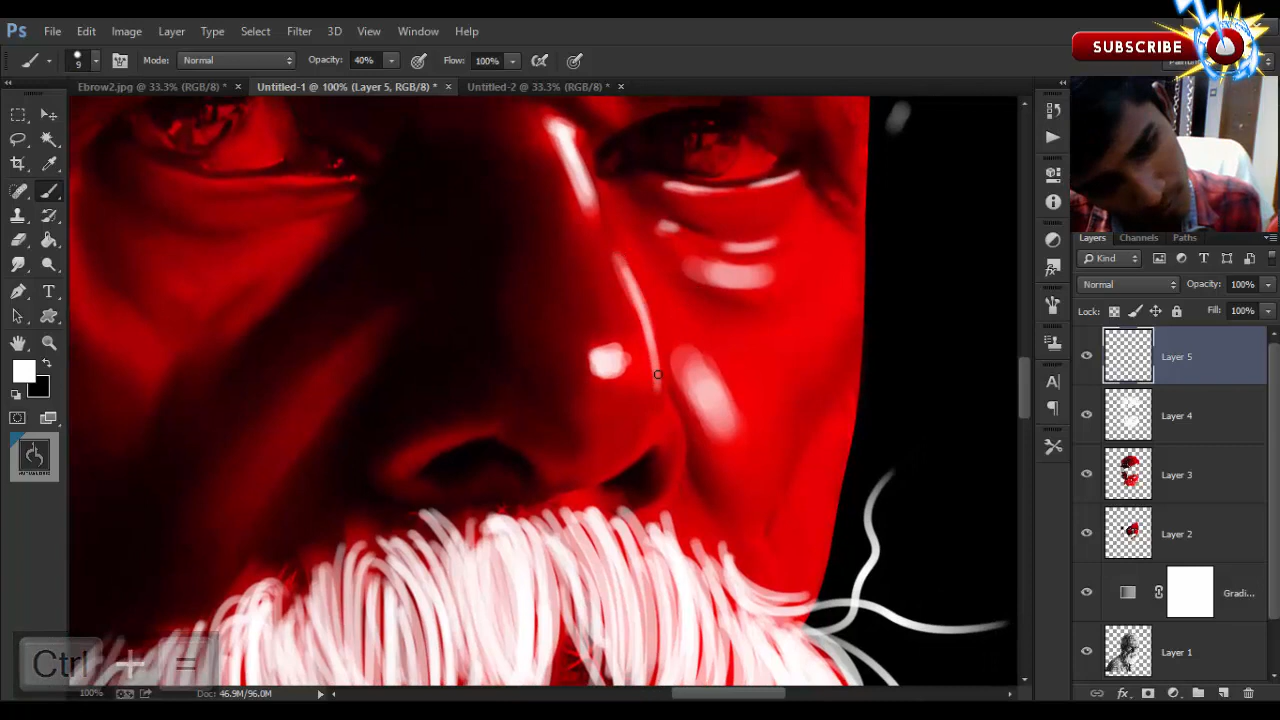 SUBSCRIBE
Ps File Edit Image Layer Type Select Filter 3D View Window Help
9 Mode: Normal Opacity: 40% Flow: 100%
Ebrow2.jpg @ 33.3% (RGB/8) * × Untitled-1 @ 100% (Layer 5, RGB/8) * × Untitled-2 @ 33.3% (RGB/8) * ×
Layers Channels Paths
Kind
Normal Opacity: 100%
Lock: Fill: 100%
Layer 5
Layer 4
Layer 3
Layer 2
Gradi...
Layer 1
Ctrl + =
100% Doc: 46.9M/96.0M